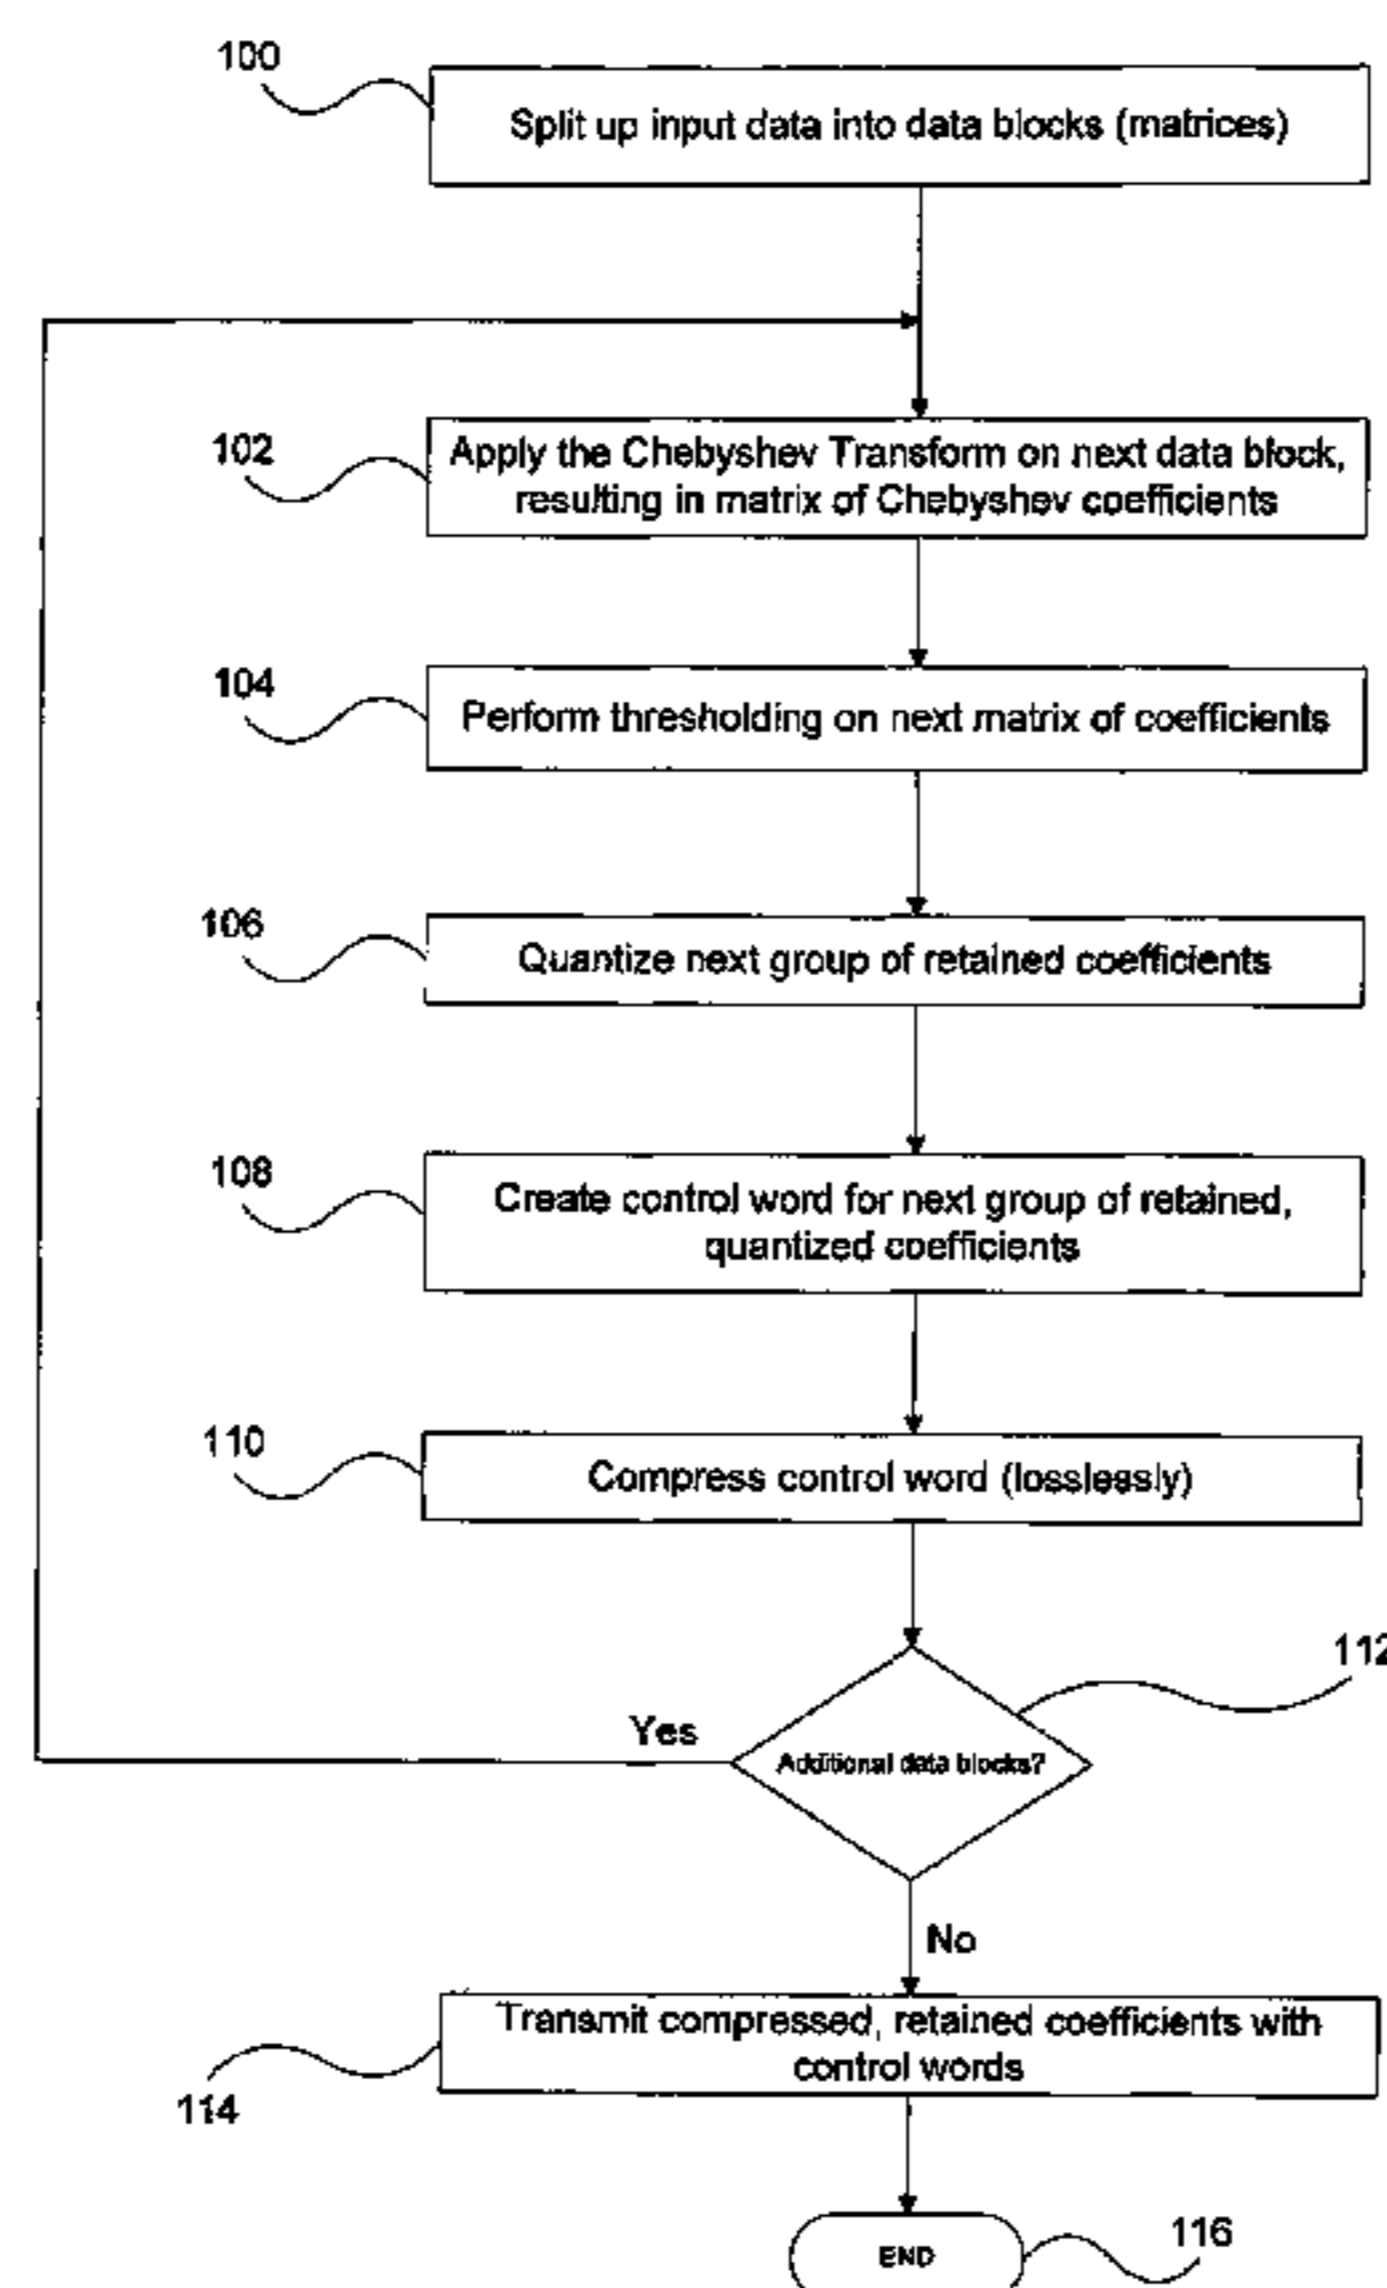 100
Split up input data into data blocks (matrices)
102
Apply the Chebyshev Transform on next data block,
resulting in matrix of Chebyshev coefficients
104
Perform thresholding on next matrix of coefficients
106
Quantize next group of retained coefficients
108
Create control word for next group of retained,
quantized coefficients
110
Compress control word (losslessly)
112
Yes
Additional data blocks?
No
Transmit compressed, retained coefficients with
control words
114
END
116